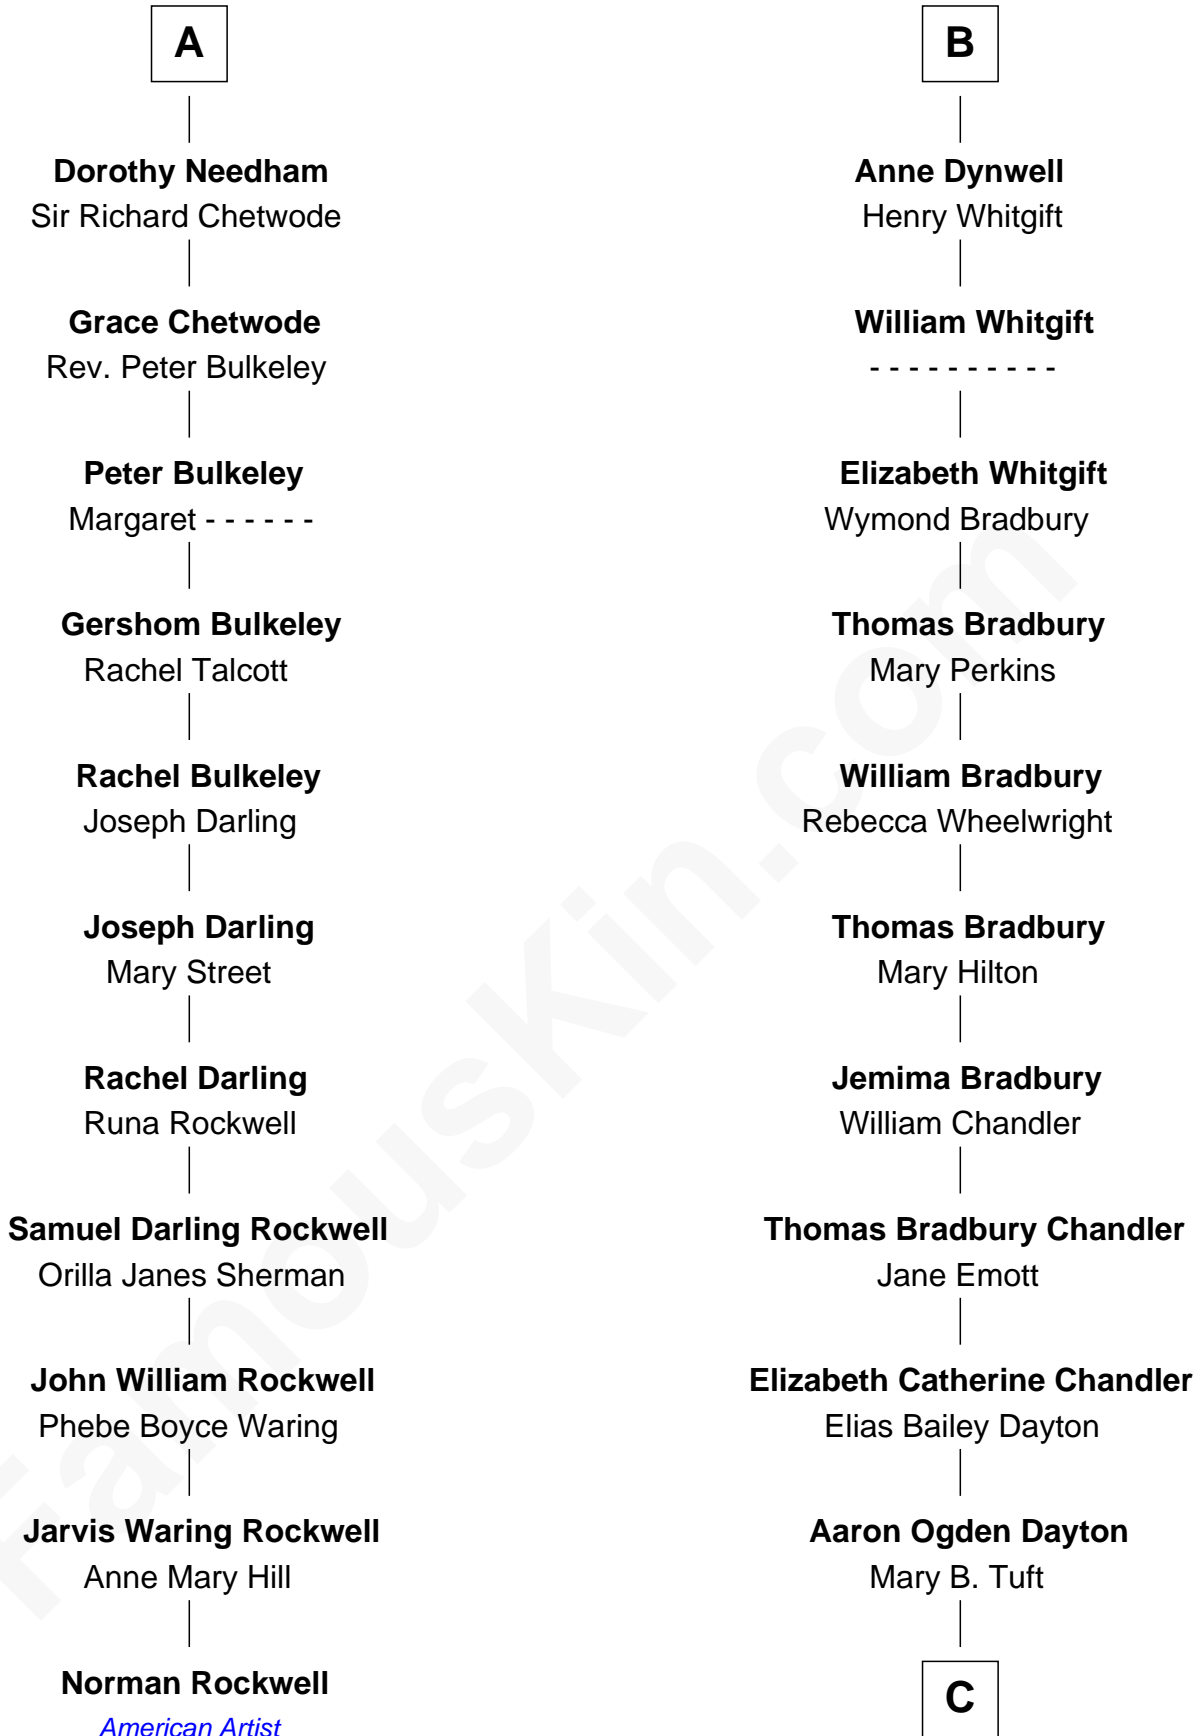 A
Dorothy Needham
Sir Richard Chetwode
Grace Chetwode
Rev. Peter Bulkeley
Peter Bulkeley
Margaret - - - - - -
Gershom Bulkeley
Rachel Talcott
Rachel Bulkeley
Joseph Darling
Joseph Darling
Mary Street
Rachel Darling
Runa Rockwell
Samuel Darling Rockwell
Orilla Janes Sherman
John William Rockwell
Phebe Boyce Waring
Jarvis Waring Rockwell
Anne Mary Hill
Norman Rockwell
American Artist
B
Anne Dynwell
Henry Whitgift
William Whitgift
- - - - - - - - - -
Elizabeth Whitgift
Wymond Bradbury
Thomas Bradbury
Mary Perkins
William Bradbury
Rebecca Wheelwright
Thomas Bradbury
Mary Hilton
Jemima Bradbury
William Chandler
Thomas Bradbury Chandler
Jane Emott
Elizabeth Catherine Chandler
Elias Bailey Dayton
Aaron Ogden Dayton
Mary B. Tuft
C
FamousKin.com